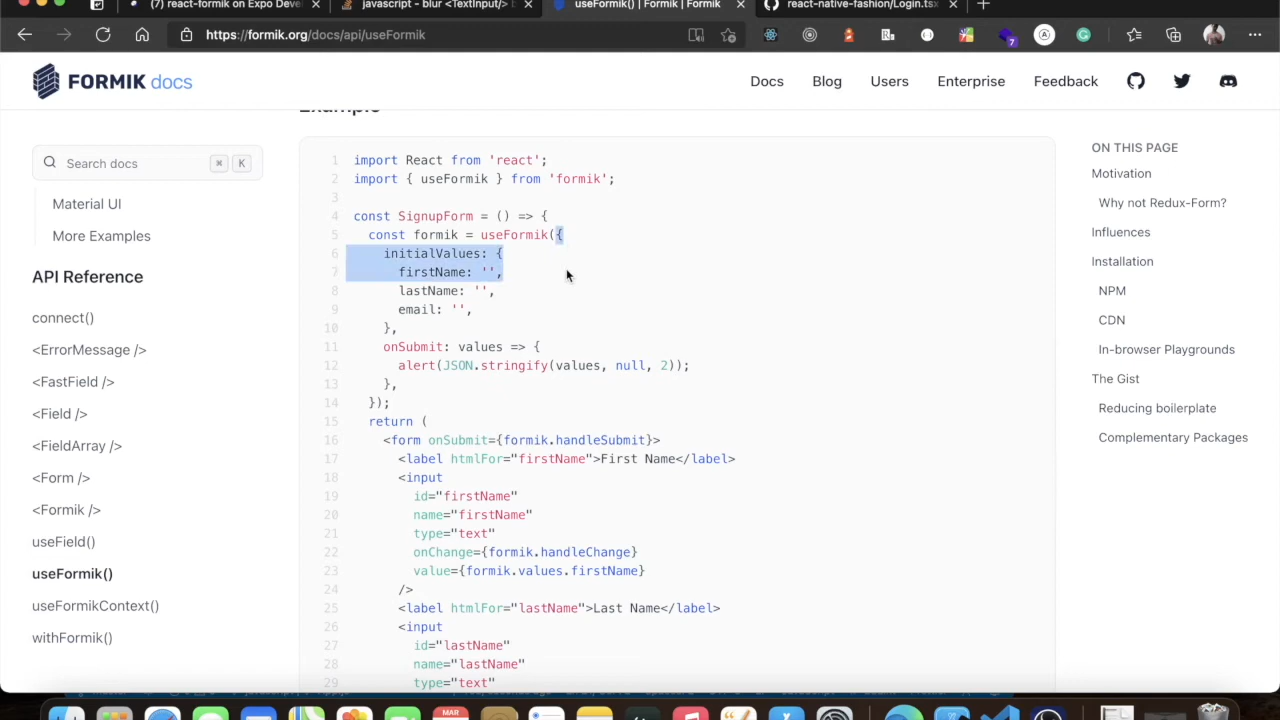 (7) react-formik on Expo Deve
javascript - blur <TextInput/>
useFormik() | Formik | Formik
react-native-fashion/Login.tsx
https://formik.org/docs/api/useFormik
7
FORMIK docs
Docs
Blog
Users
Enterprise
Feedback
Example
Search docs
⌘ K
Material UI
More Examples
API Reference
connect()
<ErrorMessage />
<FastField />
<Field />
<FieldArray />
<Form />
<Formik />
useField()
useFormik()
useFormikContext()
withFormik()
1 import React from 'react';
2 import { useFormik } from 'formik';
3
4 const SignupForm = () => {
5 const formik = useFormik({
6 initialValues: {
7 firstName: '',
8 lastName: '',
9 email: '',
10 },
11 onSubmit: values => {
12 alert(JSON.stringify(values, null, 2));
13 },
14 });
15 return (
16 <form onSubmit={formik.handleSubmit}>
17 <label htmlFor="firstName">First Name</label>
18 <input
19 id="firstName"
20 name="firstName"
21 type="text"
22 onChange={formik.handleChange}
23 value={formik.values.firstName}
24 />
25 <label htmlFor="lastName">Last Name</label>
26 <input
27 id="lastName"
28 name="lastName"
29 type="text"
ON THIS PAGE
Motivation
Why not Redux-Form?
Influences
Installation
NPM
CDN
In-browser Playgrounds
The Gist
Reducing boilerplate
Complementary Packages
MAR